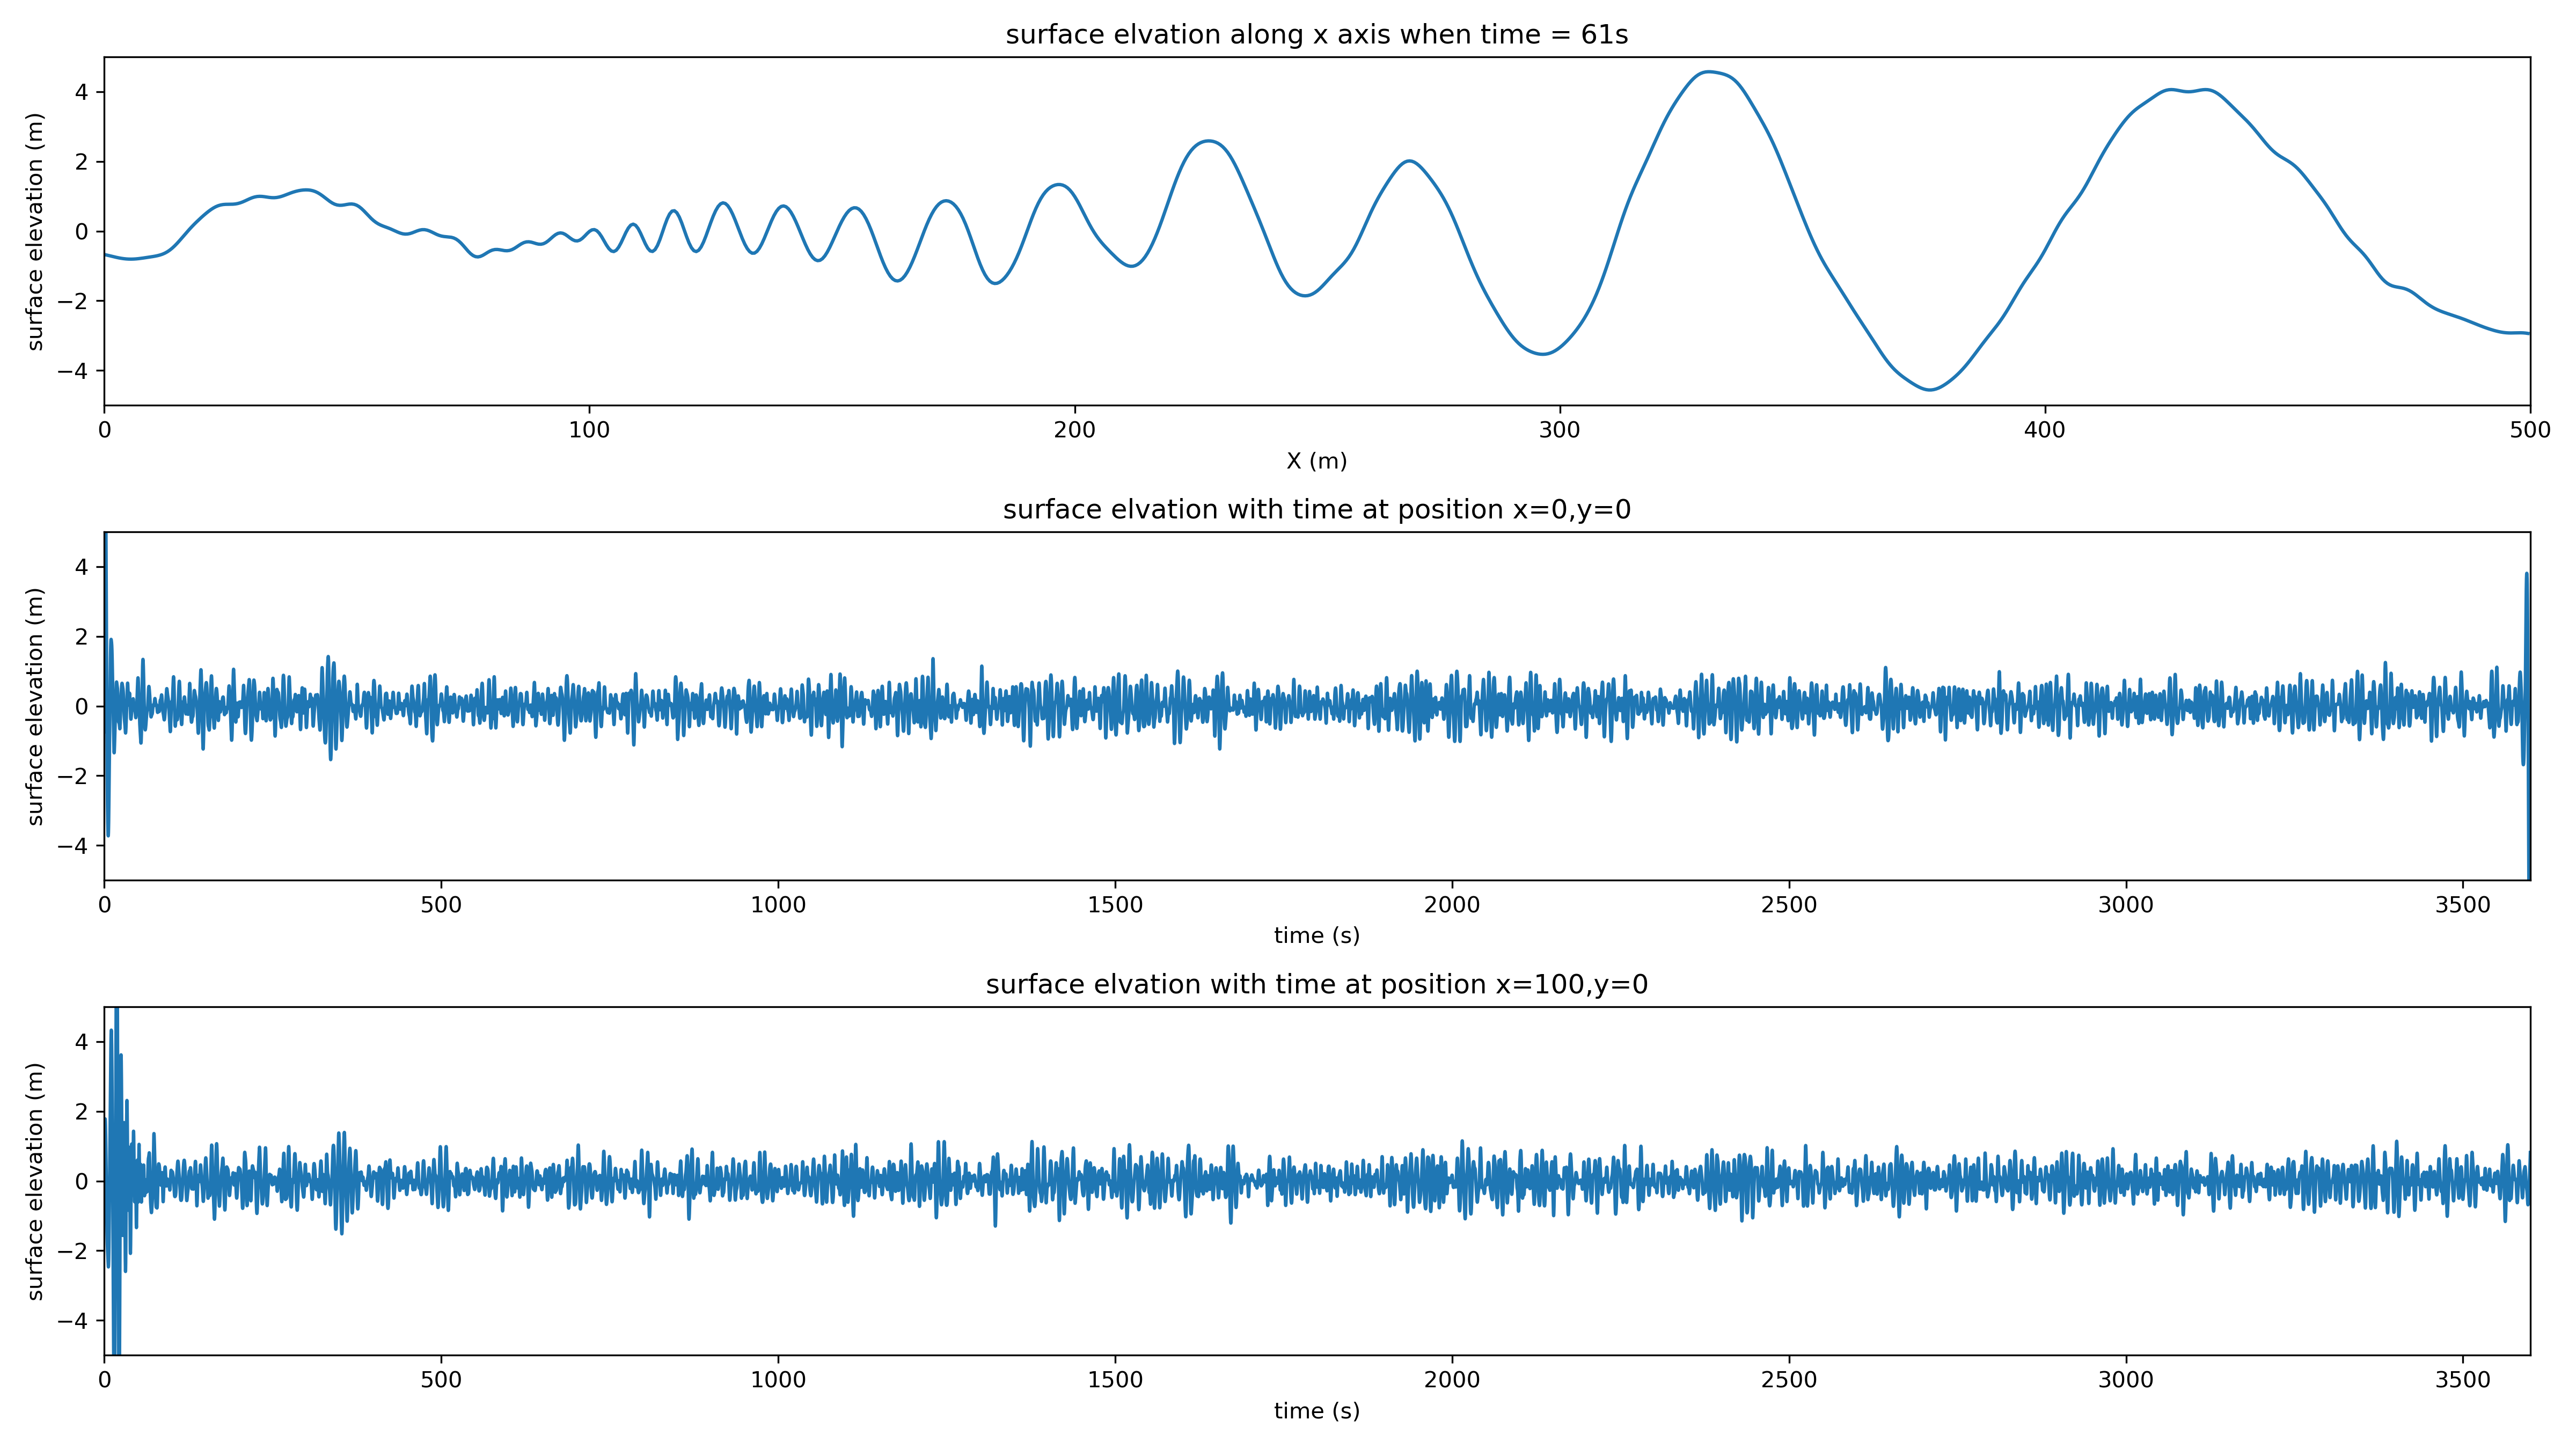 surface elvation along x axis when time = 61s
surface elevation (m)
4
2
0
−2
−4
0 100 200 300 400 500
X (m)
surface elvation with time at position x=0,y=0
surface elevation (m)
4
2
0
−2
−4
0 500 1000 1500 2000 2500 3000 3500
time (s)
surface elvation with time at position x=100,y=0
surface elevation (m)
4
2
0
−2
−4
0 500 1000 1500 2000 2500 3000 3500
time (s)